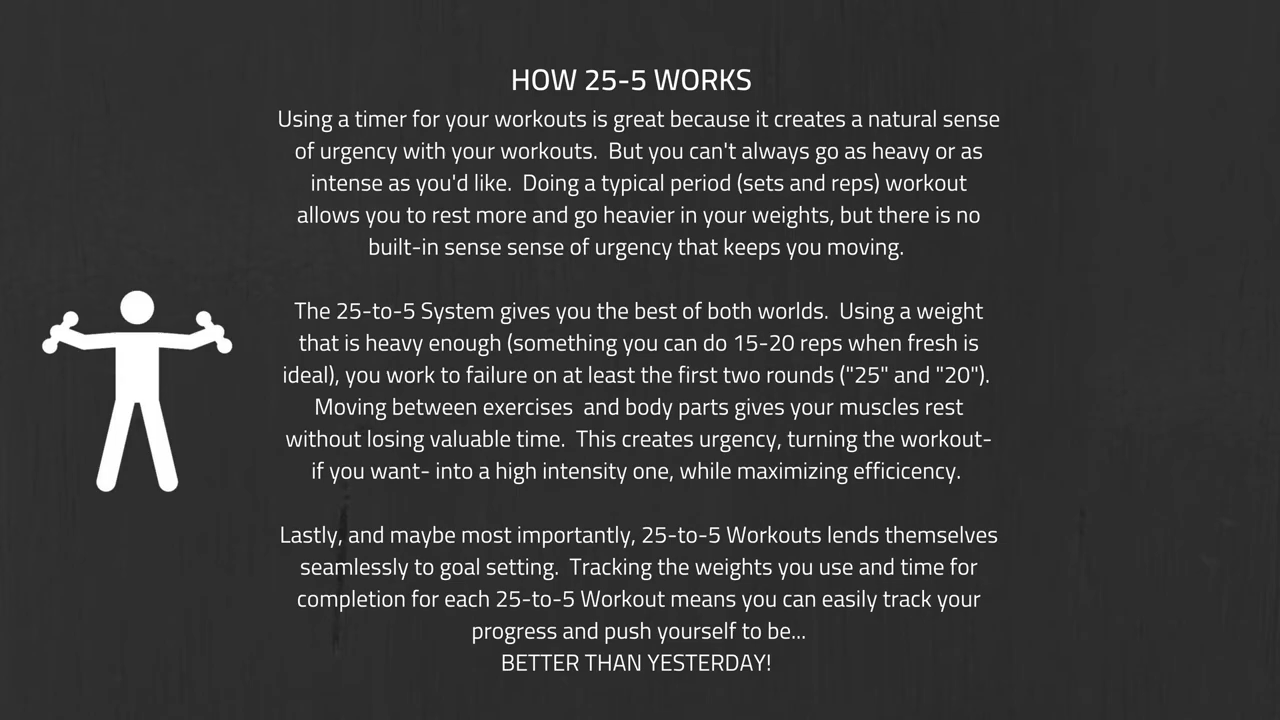 HOW 25-5 WORKS
Using a timer for your workouts is great because it creates a natural sense
of urgency with your workouts.  But you can't always go as heavy or as
intense as you'd like.  Doing a typical period (sets and reps) workout
allows you to rest more and go heavier in your weights, but there is no
built-in sense sense of urgency that keeps you moving.
The 25-to-5 System gives you the best of both worlds.  Using a weight
that is heavy enough (something you can do 15-20 reps when fresh is
ideal), you work to failure on at least the first two rounds ("25" and "20").
Moving between exercises  and body parts gives your muscles rest
without losing valuable time.  This creates urgency, turning the workout-
if you want- into a high intensity one, while maximizing efficicency.
Lastly, and maybe most importantly, 25-to-5 Workouts lends themselves
seamlessly to goal setting.  Tracking the weights you use and time for
completion for each 25-to-5 Workout means you can easily track your
progress and push yourself to be...
BETTER THAN YESTERDAY!